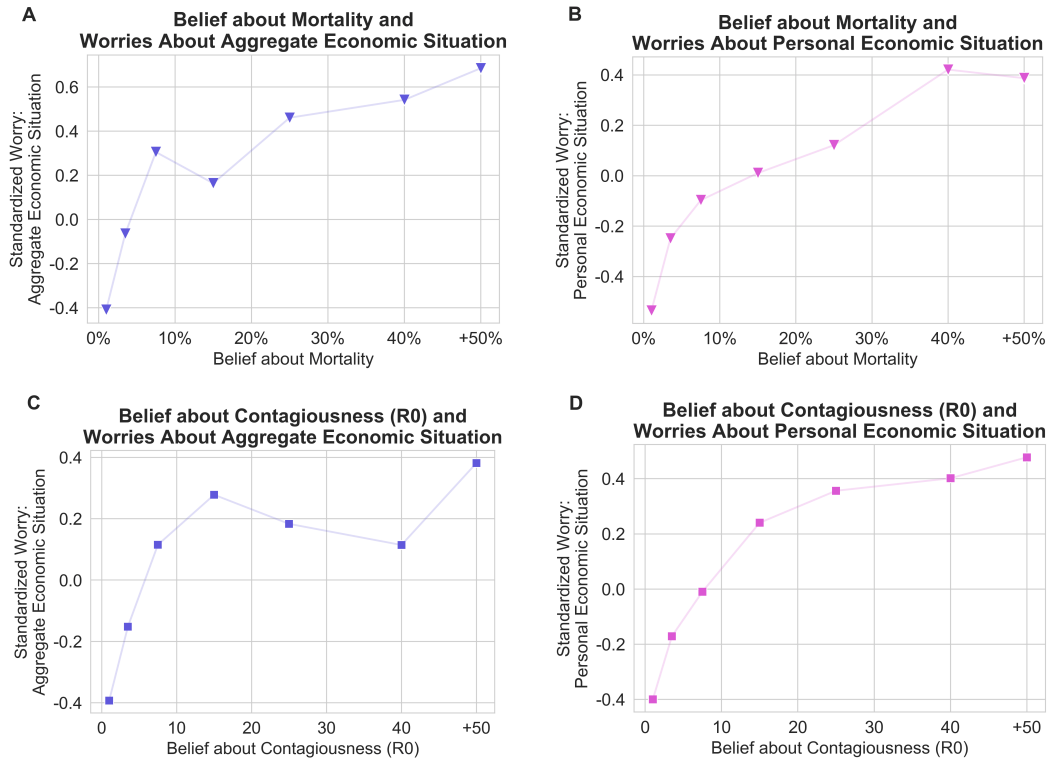 A
Belief about Mortality and
Worries About Aggregate Economic Situation
Standardized Worry:
Aggregate Economic Situation
0.6
0.4
0.2
0.0
-0.2
-0.4
0%
10%
20%
30%
40%
+50%
Belief about Mortality
B
Belief about Mortality and
Worries About Personal Economic Situation
Standardized Worry:
Personal Economic Situation
0.4
0.2
0.0
-0.2
-0.4
0%
10%
20%
30%
40%
+50%
Belief about Mortality
C
Belief about Contagiousness (R0) and
Worries About Aggregate Economic Situation
Standardized Worry:
Aggregate Economic Situation
0.4
0.2
0.0
-0.2
-0.4
0
10
20
30
40
+50
Belief about Contagiousness (R0)
D
Belief about Contagiousness (R0) and
Worries About Personal Economic Situation
Standardized Worry:
Personal Economic Situation
0.4
0.2
0.0
-0.2
-0.4
0
10
20
30
40
+50
Belief about Contagiousness (R0)